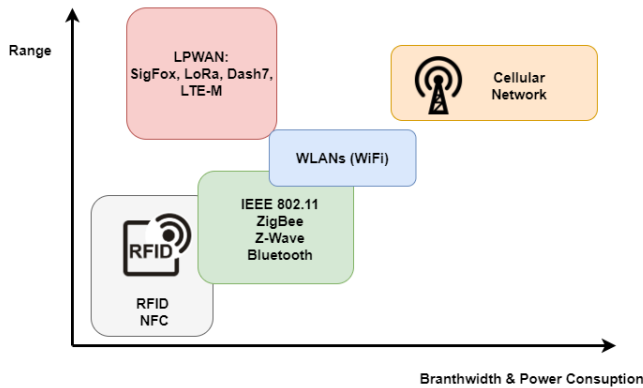 Range
LPWAN:
SigFox, LoRa, Dash7,
LTE-M
Cellular
Network
WLANs (WiFi)
IEEE 802.11
ZigBee
Z-Wave
Bluetooth
RFID
RFID
NFC
Branthwidth & Power Consuption